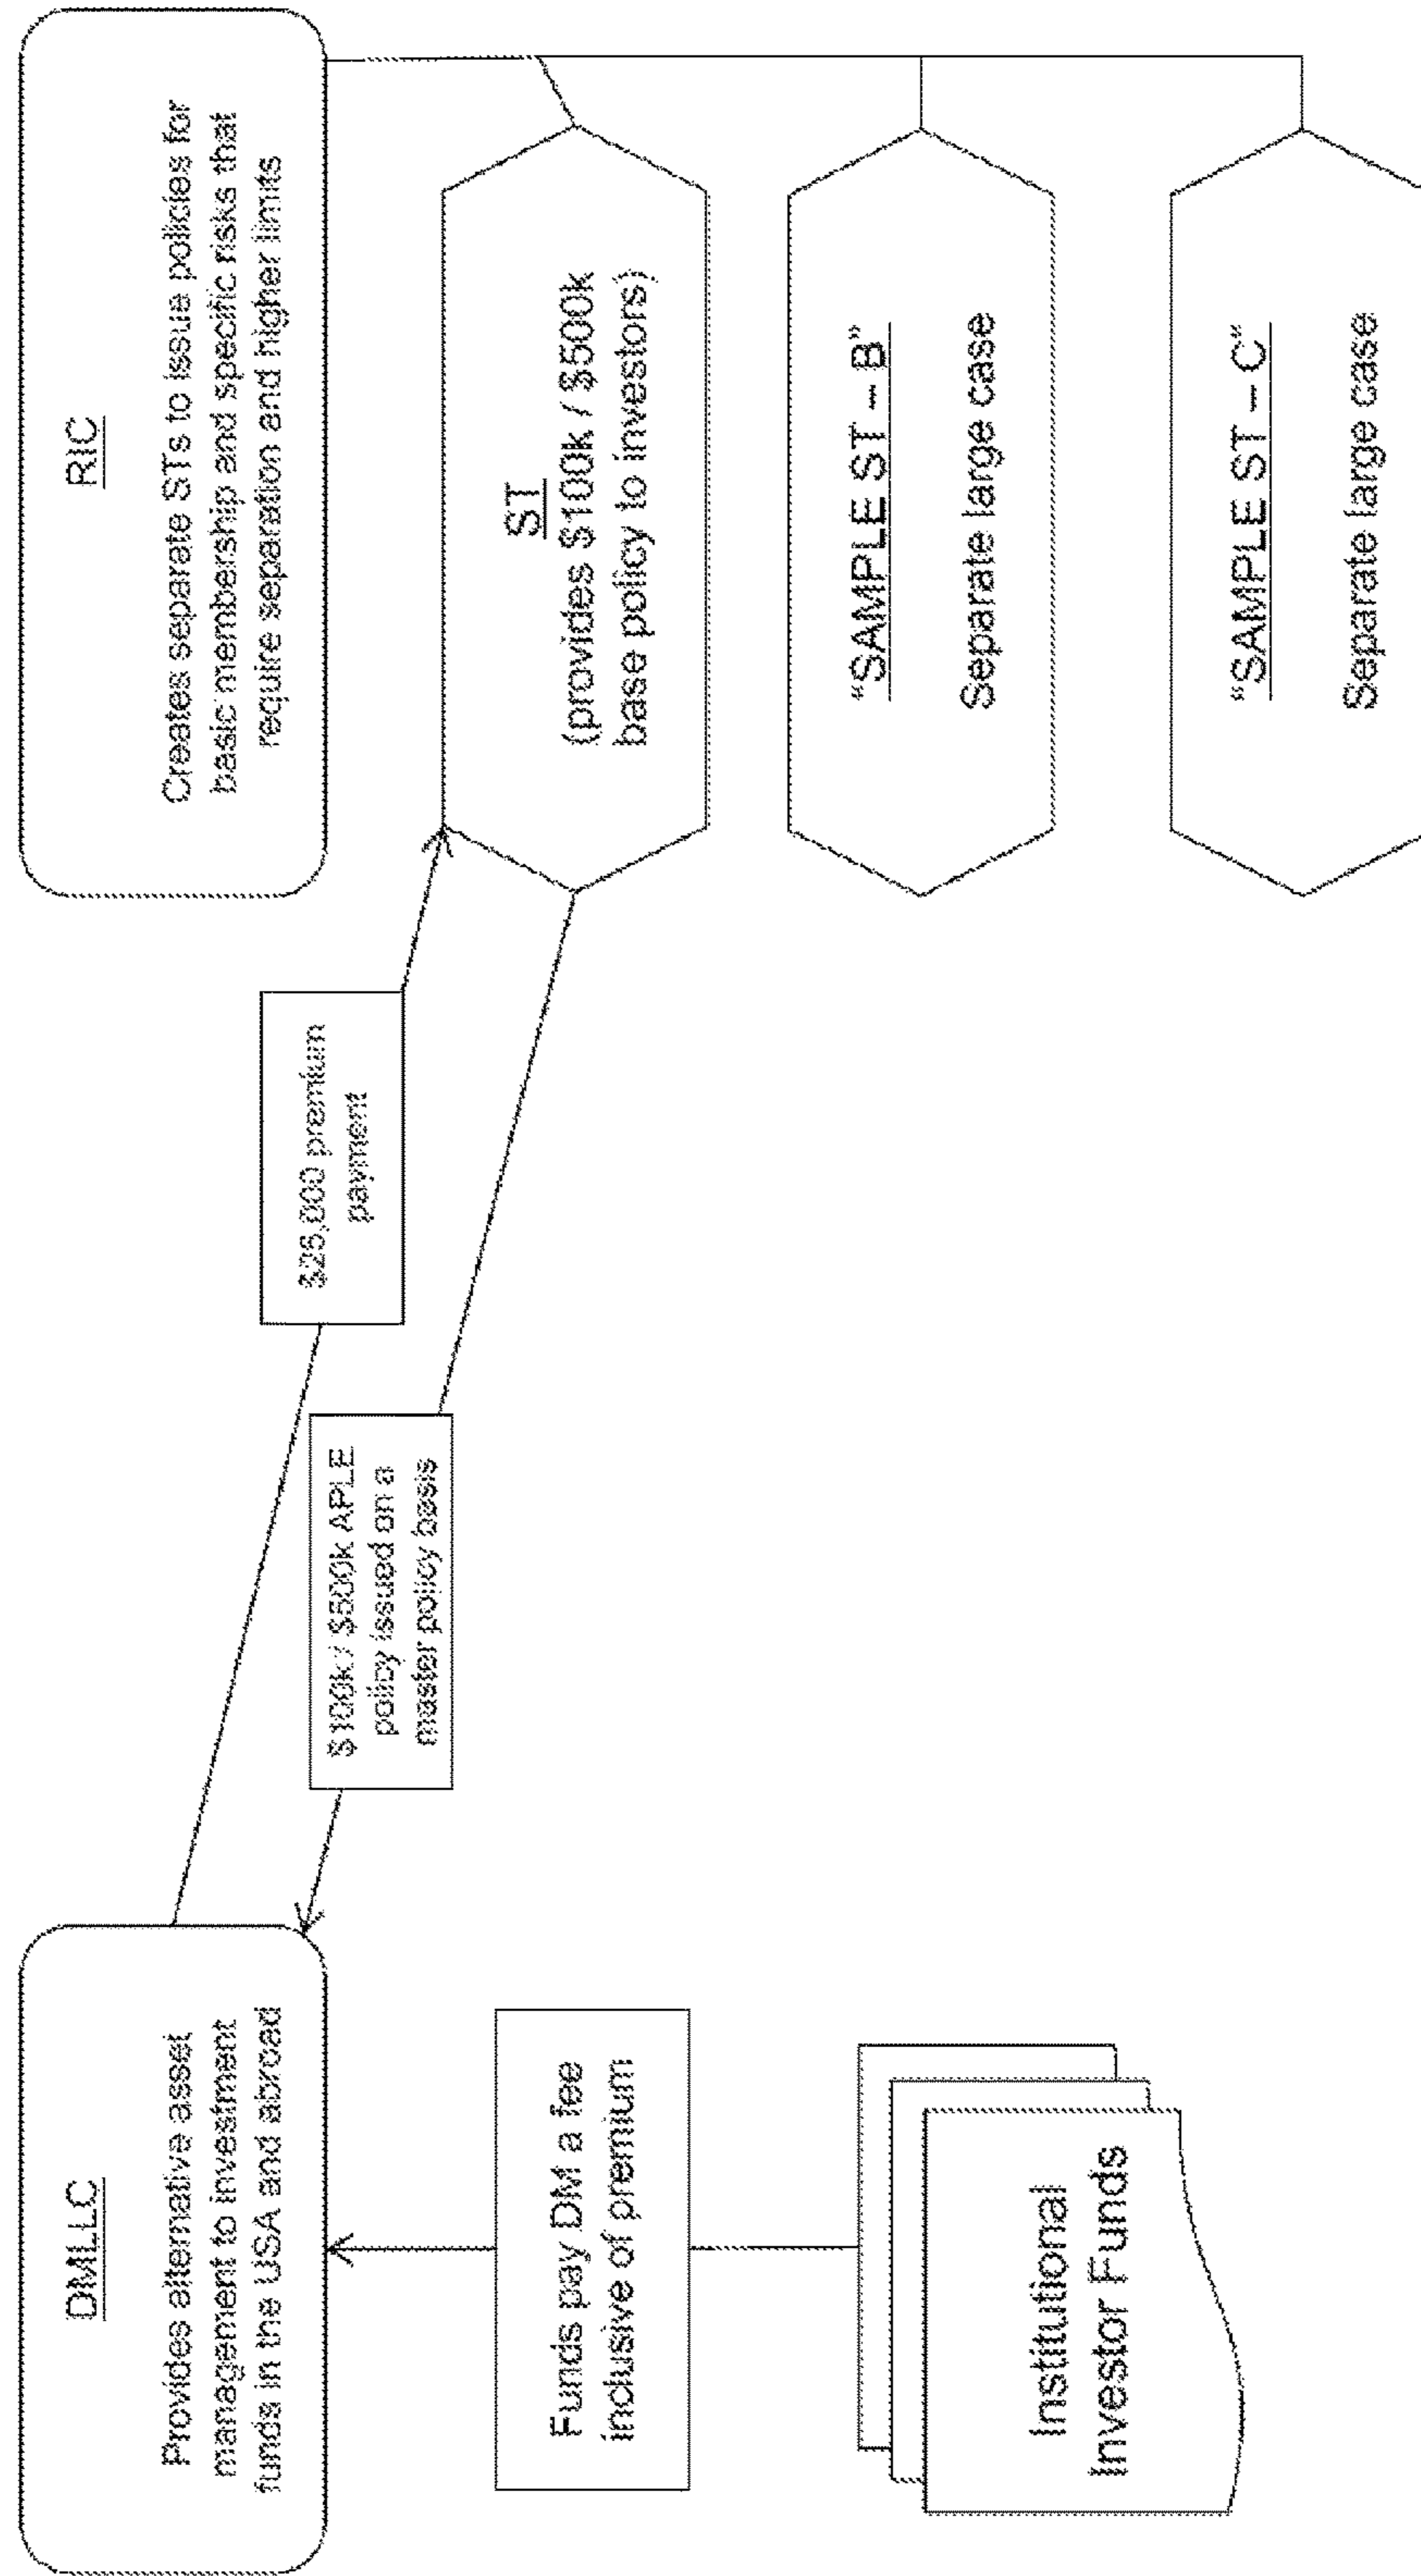 DMLLC
Provides alternative asset
management to investment
funds in the USA and abroad
Funds pay DM a fee
inclusive of premium
Institutional
Investor Funds
$25,000 premium
payment
$100k / $500k APLE
policy issued on a
master policy basis
RIC
Creates separate STs to issue policies for
basic membership and specific risks that
require separation and higher limits
ST
(provides $100k / $500k
base policy to investors)
“SAMPLE ST – B”
Separate large case
“SAMPLE ST – C”
Separate large case